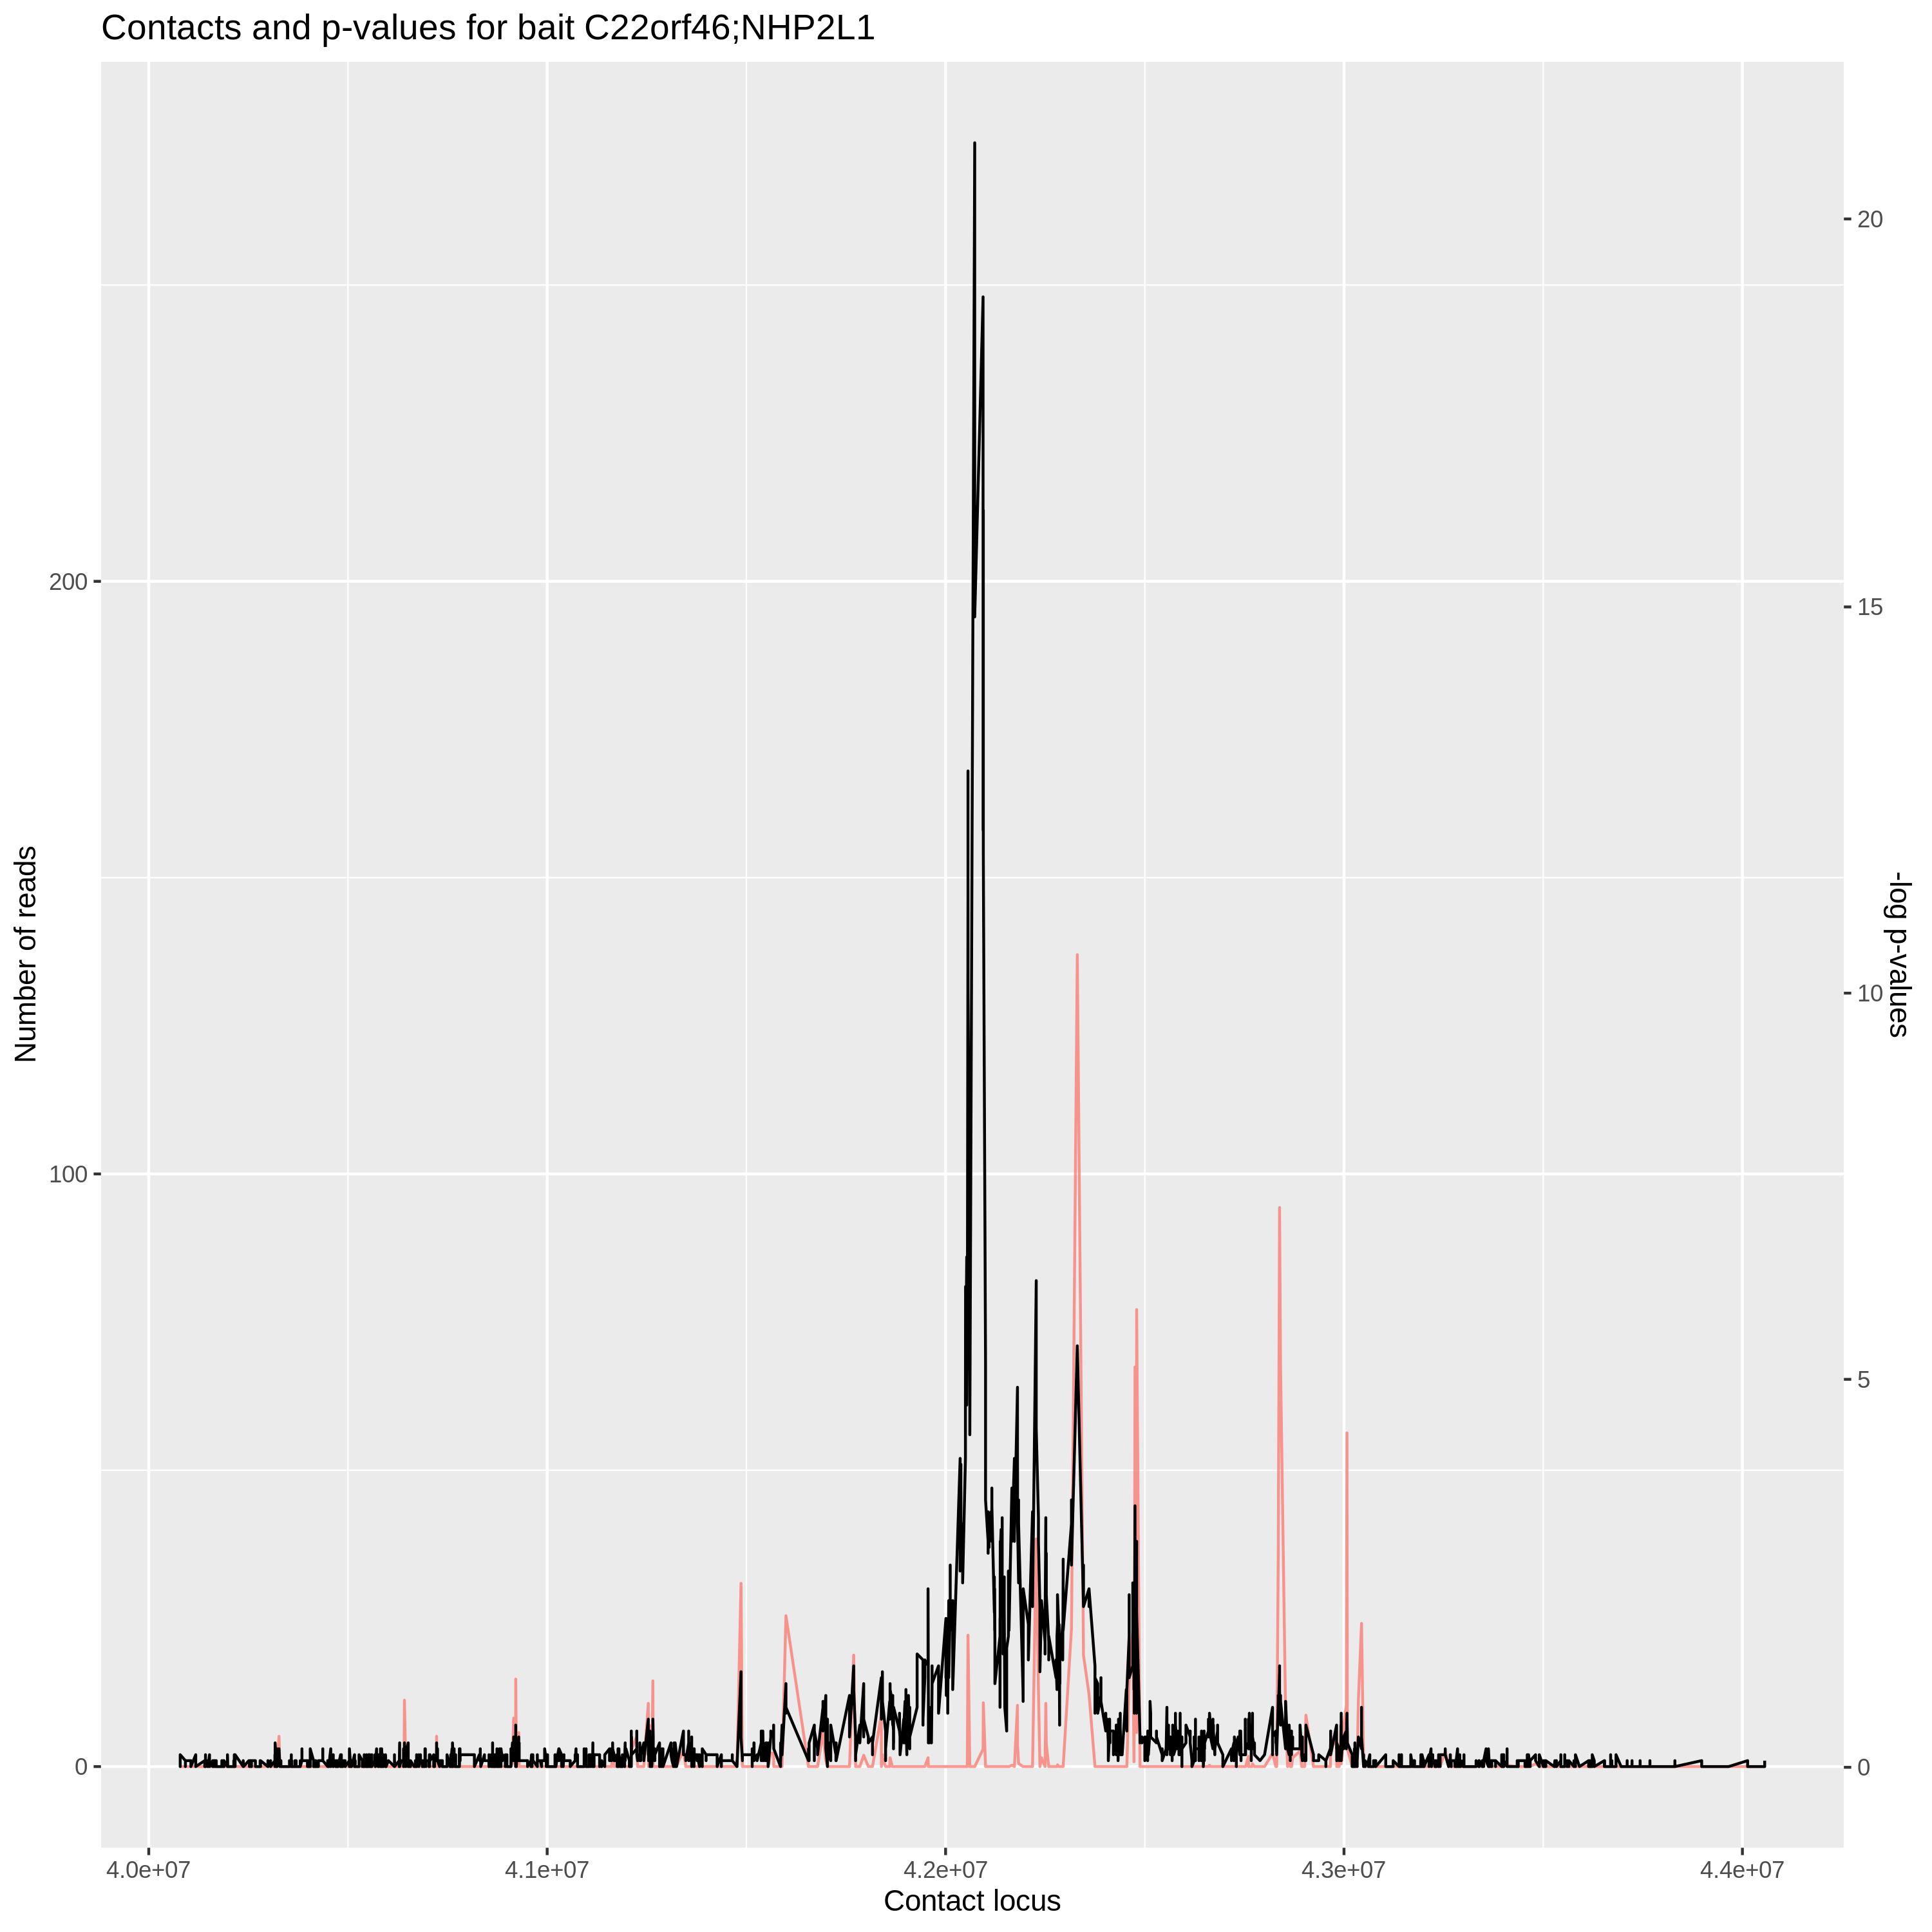 Contacts and p-values for bait C22orf46;NHP2L1
Number of reads
200
100
0
20
15
10
5
0
-log p-values
4.0e+07
4.1e+07
4.2e+07
4.3e+07
4.4e+07
Contact locus